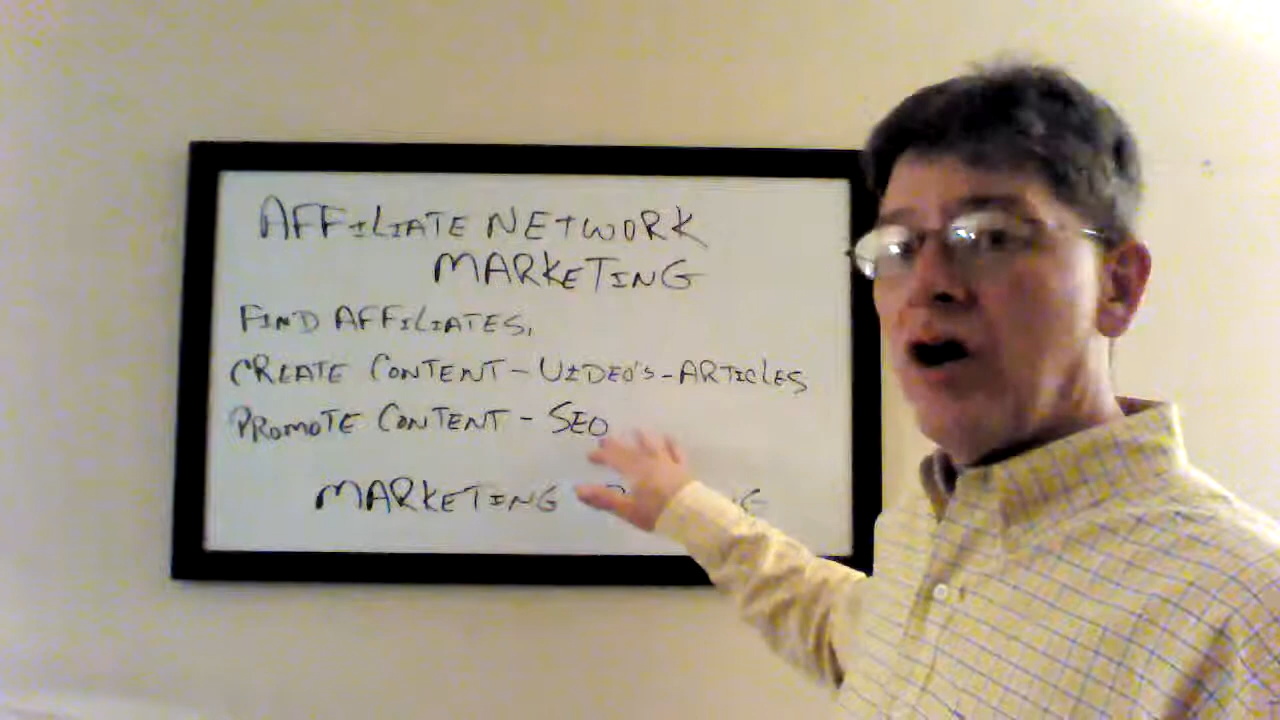 AFFILIATE NETWORK
MARKETING
FIND AFFILIATES,
CREATE CONTENT - VIDEO'S - ARTICLES
PROMOTE CONTENT - SEO
MARKETING